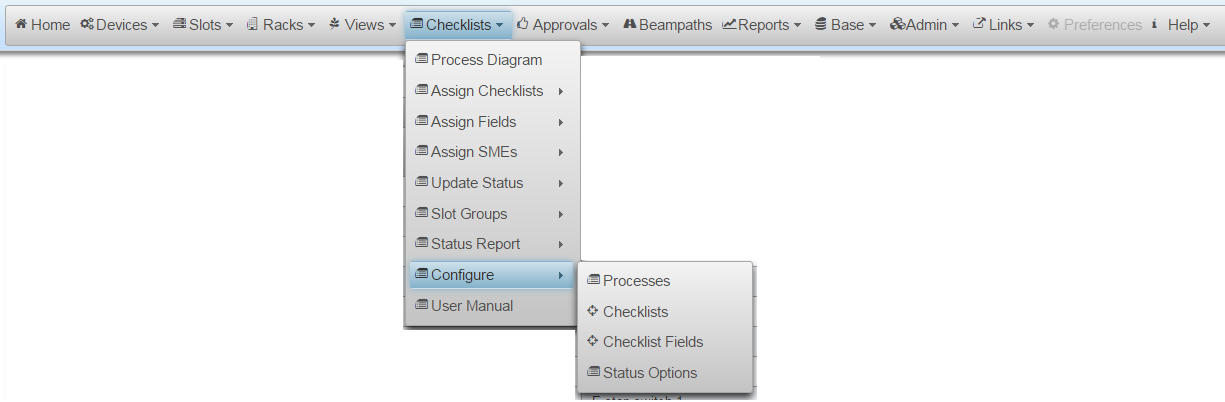 Home Devices Slots Racks Views Checklists Approvals Beampaths Reports Base Admin Links Preferences Help
Process Diagram
Assign Checklists
Assign Fields
Assign SMEs
Update Status
Slot Groups
Status Report
Configure
User Manual
Processes
Checklists
Checklist Fields
Status Options